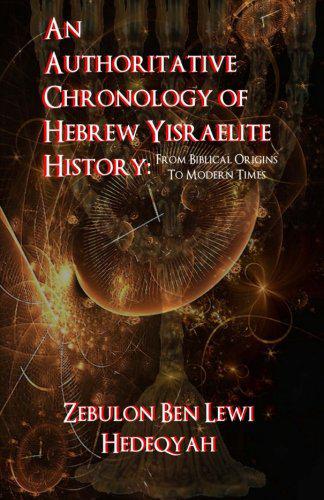 An
Authoritative
Chronology of
Hebrew Yisraelite
History: From Biblical Origins
To Modern Times
Zebulon Ben Lewi
Hedeqyah